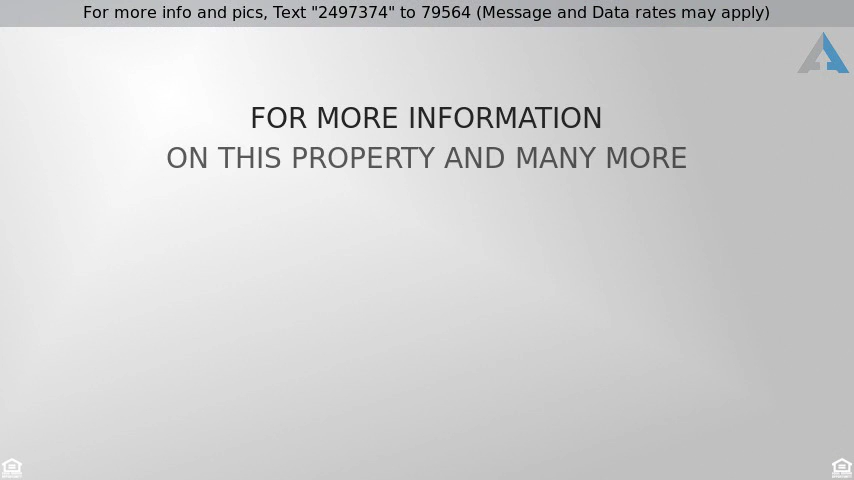 For more info and pics, Text "2497374" to 79564 (Message and Data rates may apply)
FOR MORE INFORMATION
ON THIS PROPERTY AND MANY MORE